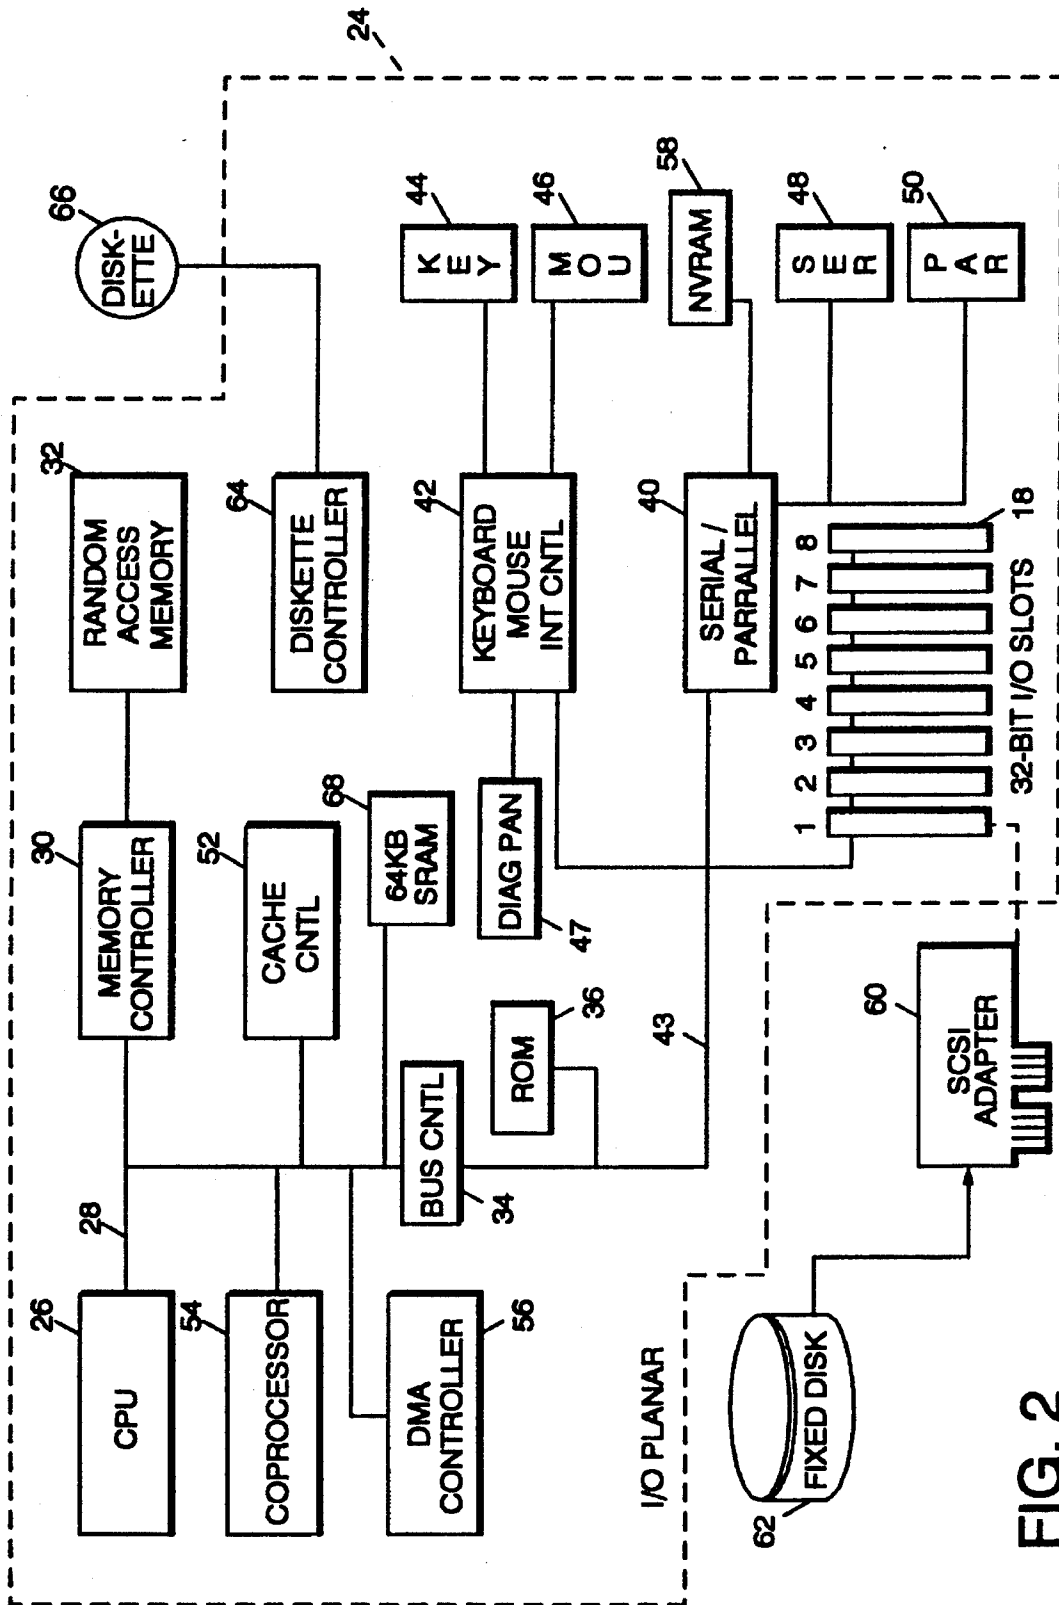 24
66
DISK-
ETTE
26
CPU
28
30
MEMORY
CONTROLLER
32
RANDOM
ACCESS
MEMORY
54
COPROCESSOR
52
CACHE
CNTL
64
DISKETTE
CONTROLLER
56
DMA
CONTROLLER
68
64KB
SRAM
34
BUS CNTL
42
KEYBOARD
MOUSE
INT CNTL
44
KEY
46
MOU
47
DIAG PAN
36
ROM
58
NVRAM
43
40
SERIAL /
PARRALLEL
48
SER
50
PAR
1 2 3 4 5 6 7 8
18
32-BIT I/O SLOTS
I/O PLANAR
62
FIXED DISK
60
SCSI
ADAPTER
FIG. 2